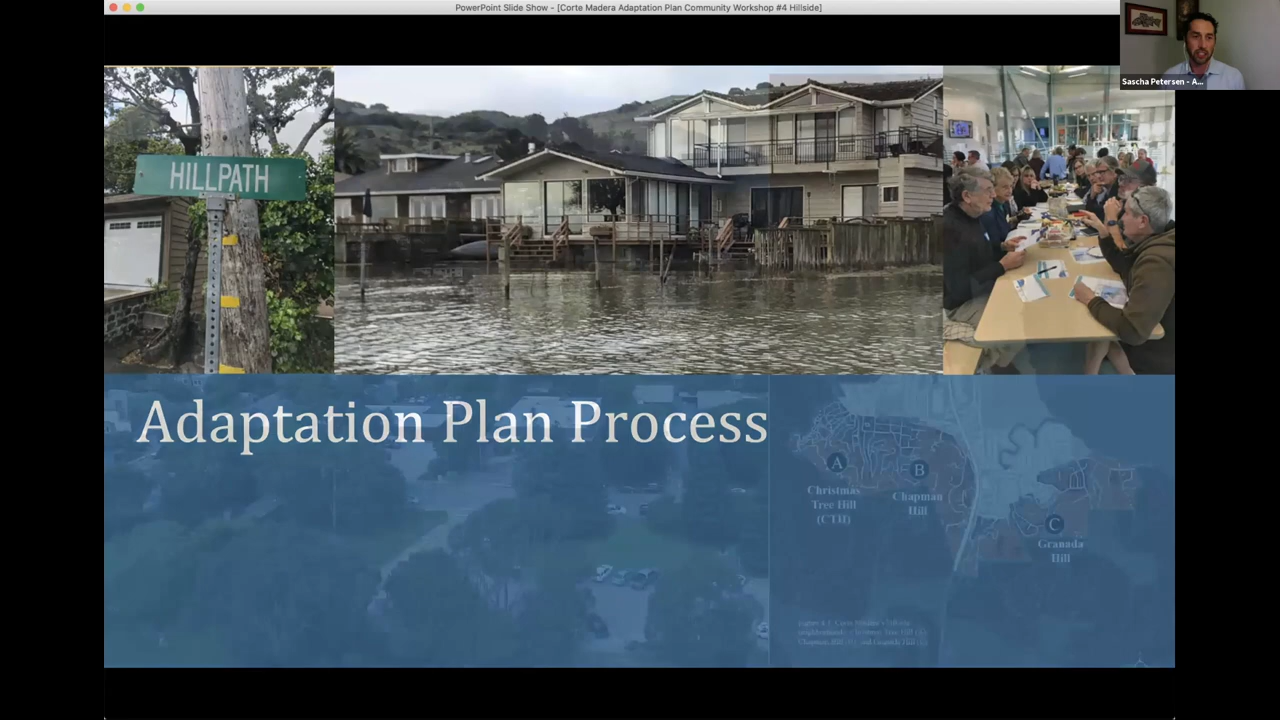 PowerPoint Slide Show - [Corte Madera Adaptation Plan Community Workshop #4 Hillside]
Sascha Petersen - A...
HILLPATH
Adaptation Plan Process
A
B
Christmas
Tree Hill
(CTH)
Chapman
Hill
C
Granada
Hill